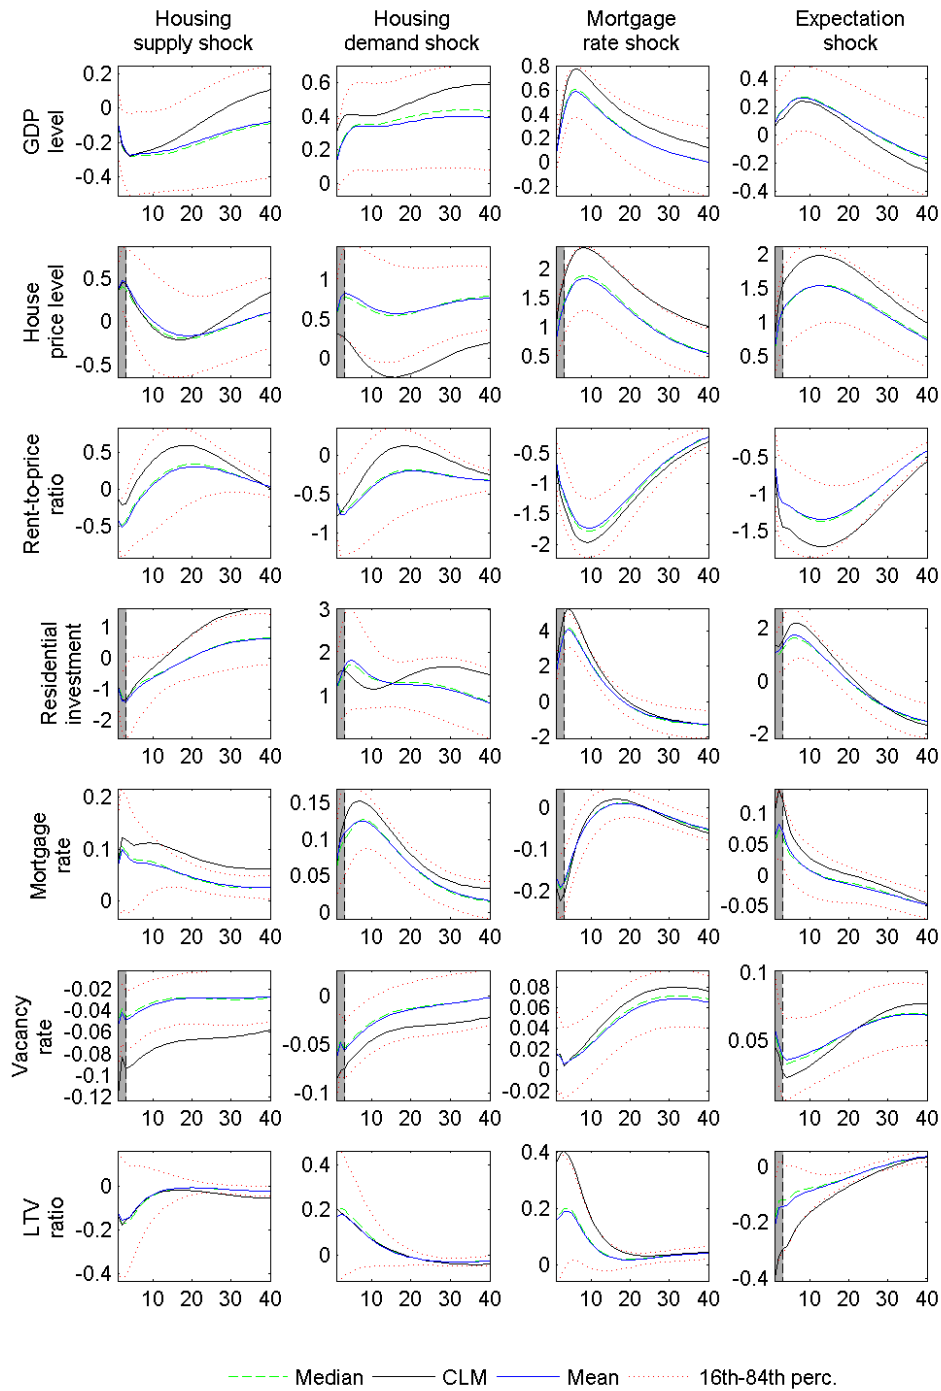 Housing supply shock
Housing demand shock
Mortgage rate shock
Expectation shock
GDP level
0.2
0
-0.2
-0.4
10 20 30 40
0.6
0.4
0.2
0
10 20 30 40
0.8
0.6
0.4
0.2
0
-0.2
10 20 30 40
0.4
0.2
0
-0.2
-0.4
10 20 30 40
House price level
0.5
0
-0.5
10 20 30 40
1
0.5
0
10 20 30 40
2
1.5
1
0.5
10 20 30 40
2
1.5
1
0.5
10 20 30 40
Rent-to-price ratio
0.5
0
-0.5
10 20 30 40
0
-0.5
-1
10 20 30 40
-0.5
-1
-1.5
-2
10 20 30 40
-0.5
-1
-1.5
10 20 30 40
Residential investment
1
0
-1
-2
10 20 30 40
3
2
1
10 20 30 40
4
2
0
-2
10 20 30 40
2
0
-2
10 20 30 40
Mortgage rate
0.2
0.1
0
10 20 30 40
0.15
0.1
0.05
0
10 20 30 40
0
-0.1
-0.2
10 20 30 40
0.1
0.05
0
-0.05
10 20 30 40
Vacancy rate
-0.02
-0.04
-0.06
-0.08
-0.1
-0.12
10 20 30 40
0
-0.05
-0.1
10 20 30 40
0.08
0.06
0.04
0.02
0
-0.02
10 20 30 40
0.1
0.05
10 20 30 40
LTV ratio
0
-0.2
-0.4
10 20 30 40
0.4
0.2
0
10 20 30 40
0.4
0.2
0
10 20 30 40
0
-0.2
-0.4
10 20 30 40
Median CLM Mean 16th-84th perc.